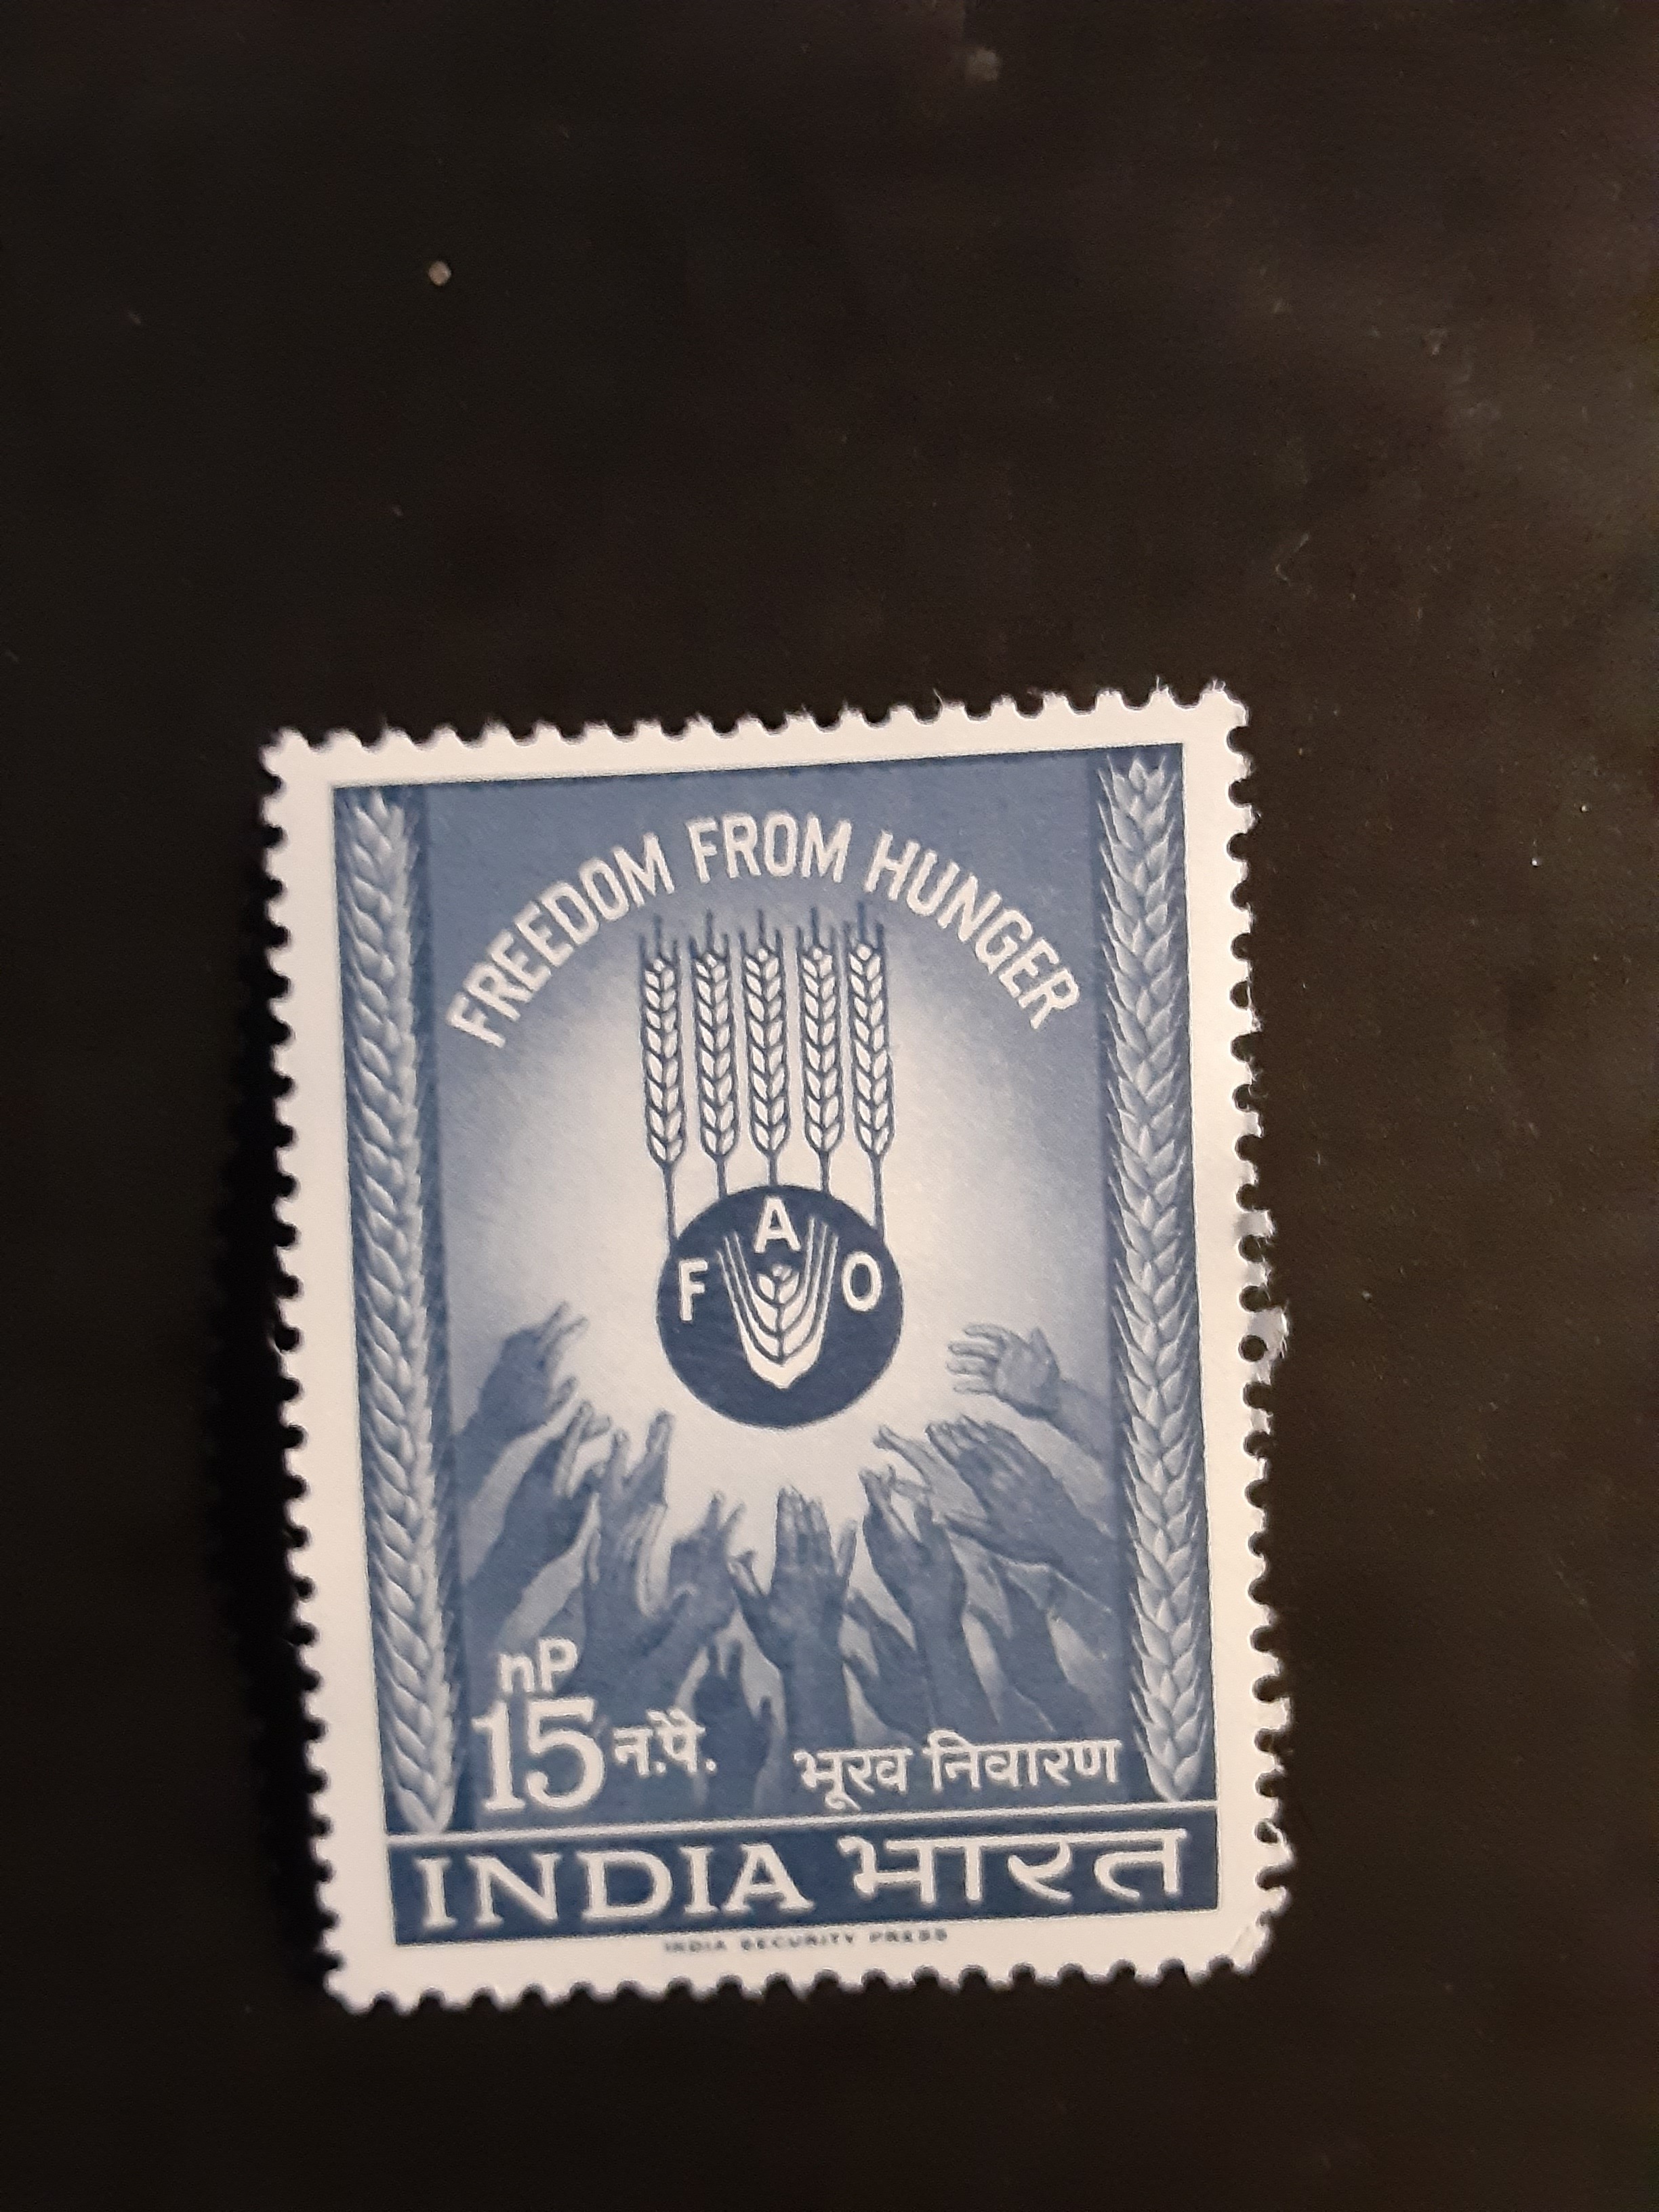 FREEDOM FROM HUNGER
A
F O
nP
15 न.पै.
भूख निवारण
INDIA भारत
INDIA SECURITY PRESS